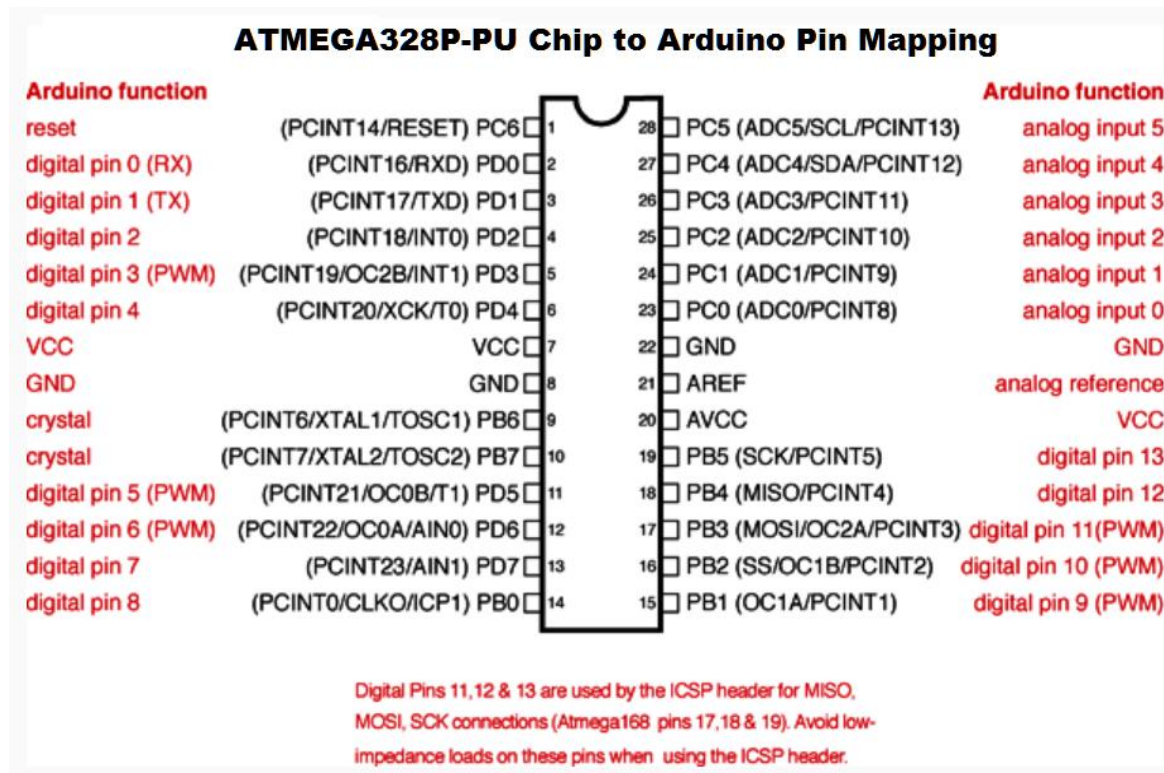 ATMEGA328P-PU Chip to Arduino Pin Mapping
Arduino function Arduino function
reset (PCINT14/RESET) PC6 1 28 PC5 (ADC5/SCL/PCINT13) analog input 5
digital pin 0 (RX) (PCINT16/RXD) PD0 2 27 PC4 (ADC4/SDA/PCINT12) analog input 4
digital pin 1 (TX) (PCINT17/TXD) PD1 3 26 PC3 (ADC3/PCINT11) analog input 3
digital pin 2 (PCINT18/INT0) PD2 4 25 PC2 (ADC2/PCINT10) analog input 2
digital pin 3 (PWM) (PCINT19/OC2B/INT1) PD3 5 24 PC1 (ADC1/PCINT9) analog input 1
digital pin 4 (PCINT20/XCK/T0) PD4 6 23 PC0 (ADC0/PCINT8) analog input 0
VCC VCC 7 22 GND GND
GND GND 8 21 AREF analog reference
crystal (PCINT6/XTAL1/TOSC1) PB6 9 20 AVCC VCC
crystal (PCINT7/XTAL2/TOSC2) PB7 10 19 PB5 (SCK/PCINT5) digital pin 13
digital pin 5 (PWM) (PCINT21/OC0B/T1) PD5 11 18 PB4 (MISO/PCINT4) digital pin 12
digital pin 6 (PWM) (PCINT22/OC0A/AIN0) PD6 12 17 PB3 (MOSI/OC2A/PCINT3) digital pin 11(PWM)
digital pin 7 (PCINT23/AIN1) PD7 13 16 PB2 (SS/OC1B/PCINT2) digital pin 10 (PWM)
digital pin 8 (PCINT0/CLKO/ICP1) PB0 14 15 PB1 (OC1A/PCINT1) digital pin 9 (PWM)
Digital Pins 11,12 & 13 are used by the ICSP header for MISO,
MOSI, SCK connections (Atmega168 pins 17,18 & 19). Avoid low-
impedance loads on these pins when using the ICSP header.